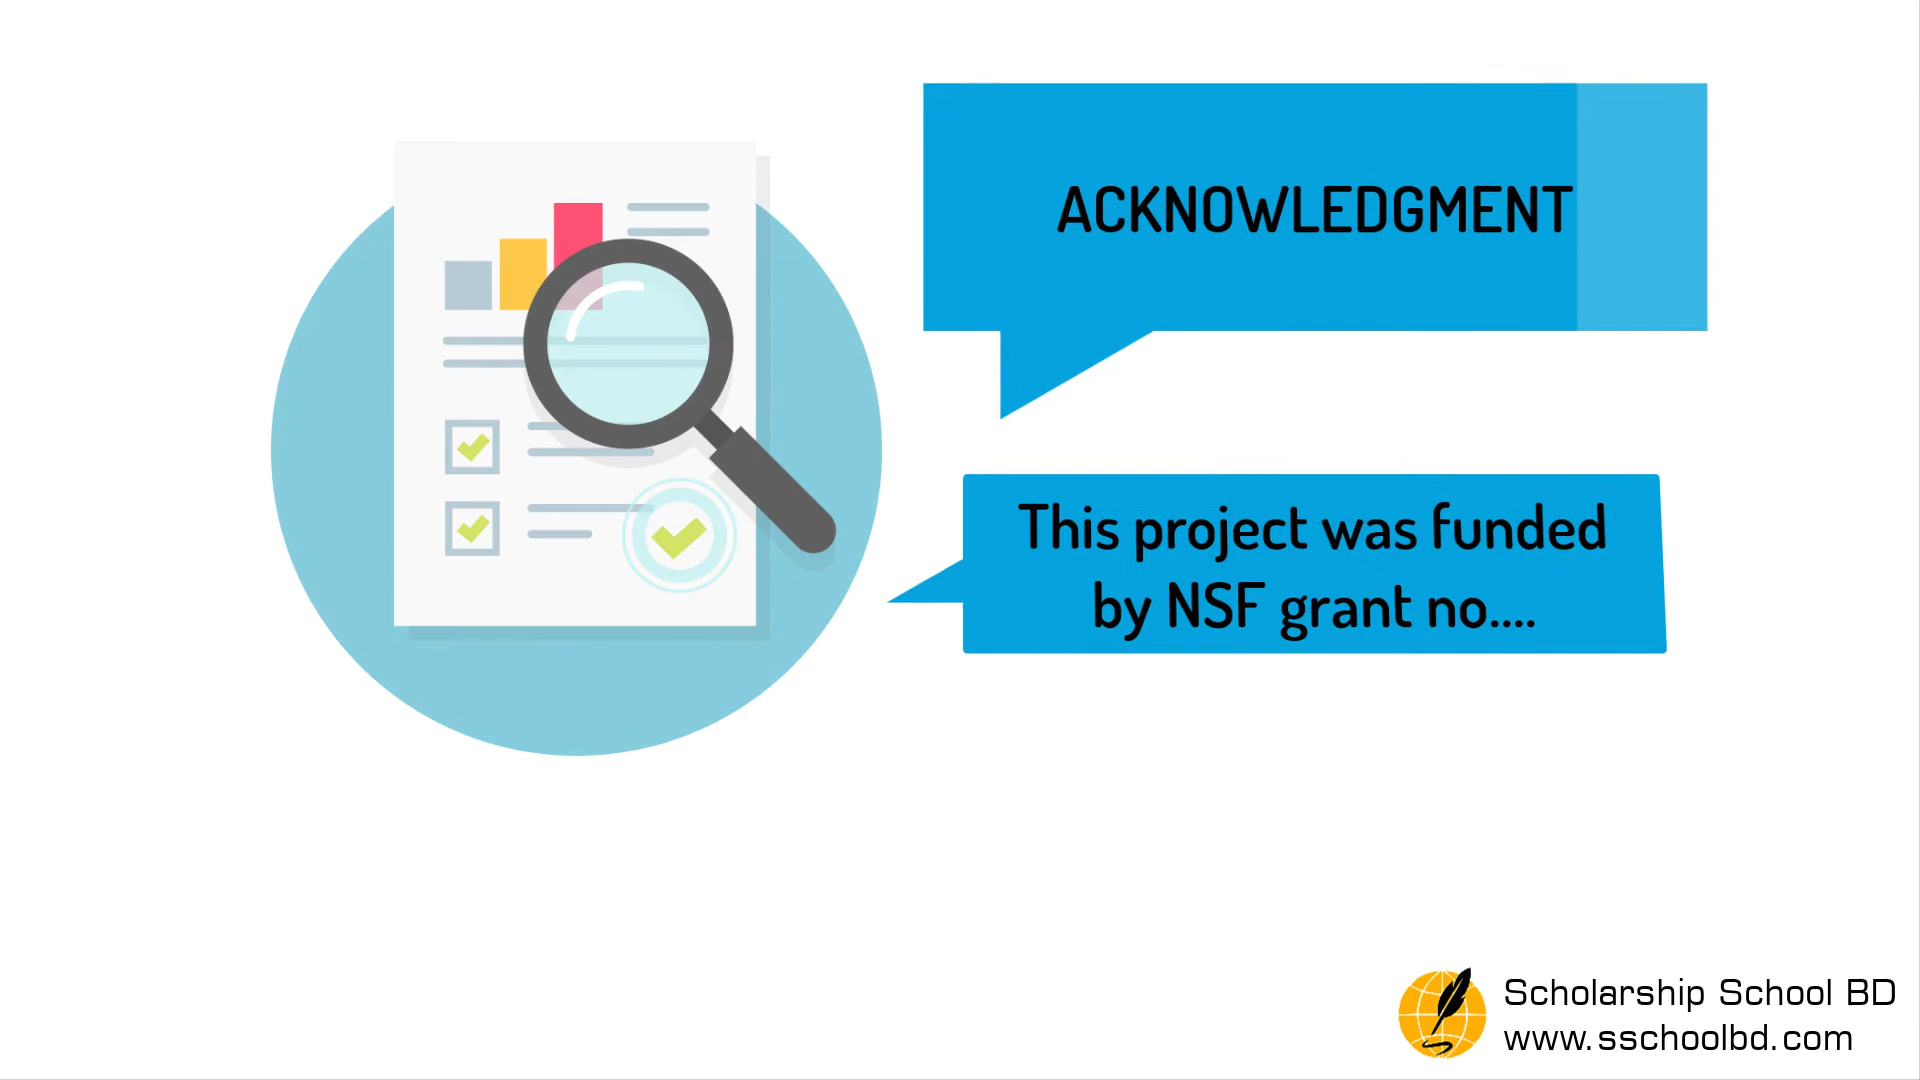 ACKNOWLEDGMENT
This project was funded
by NSF grant no....
Scholarship School BD
www.sschoolbd.com